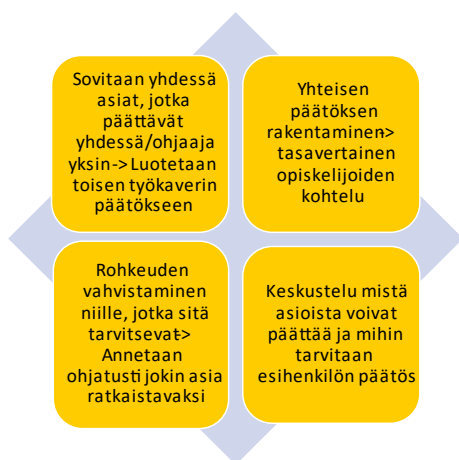 Sovitaan yhdessä
asiat, jotka
päättävät
yhdessä/ohjaaja
yksin-> Luotetaan
toisen työkaverin
päätökseen
Yhteisen
päätöksen
rakentaminen->
tasavertainen
opiskelijoiden
kohtelu
Rohkeuden
vahvistaminen
niille, jotka sitä
tarvitsevat->
Annetaan
ohjatusti jokin asia
ratkaistavaksi
Keskustelu mistä
asioista voivat
päättää ja mihin
tarvitaan
esihenkilön päätös